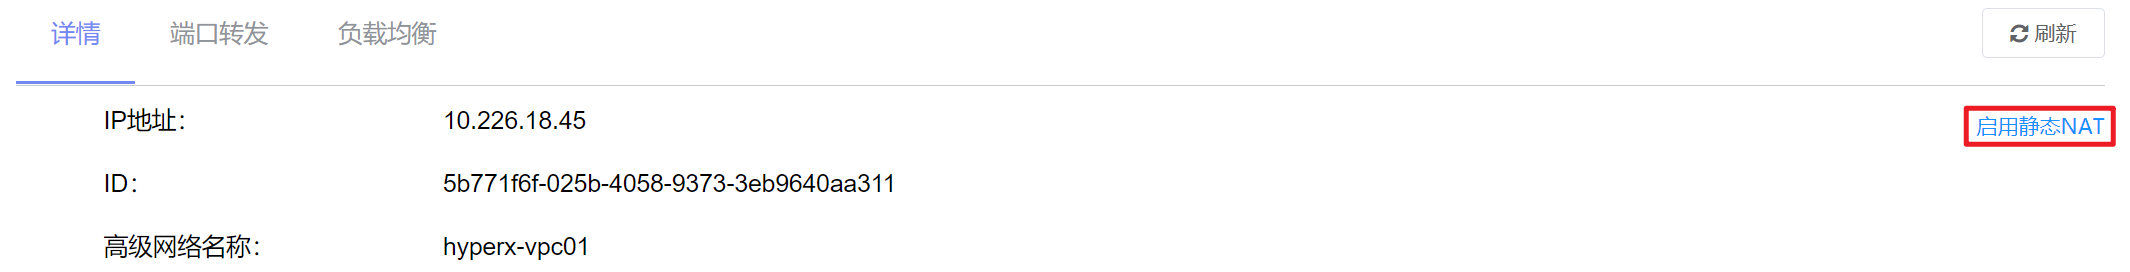 详情 端口转发 负载均衡 刷新
IP地址： 10.226.18.45 启用静态NAT
ID： 5b771f6f-025b-4058-9373-3eb9640aa311
高级网络名称： hyperx-vpc01